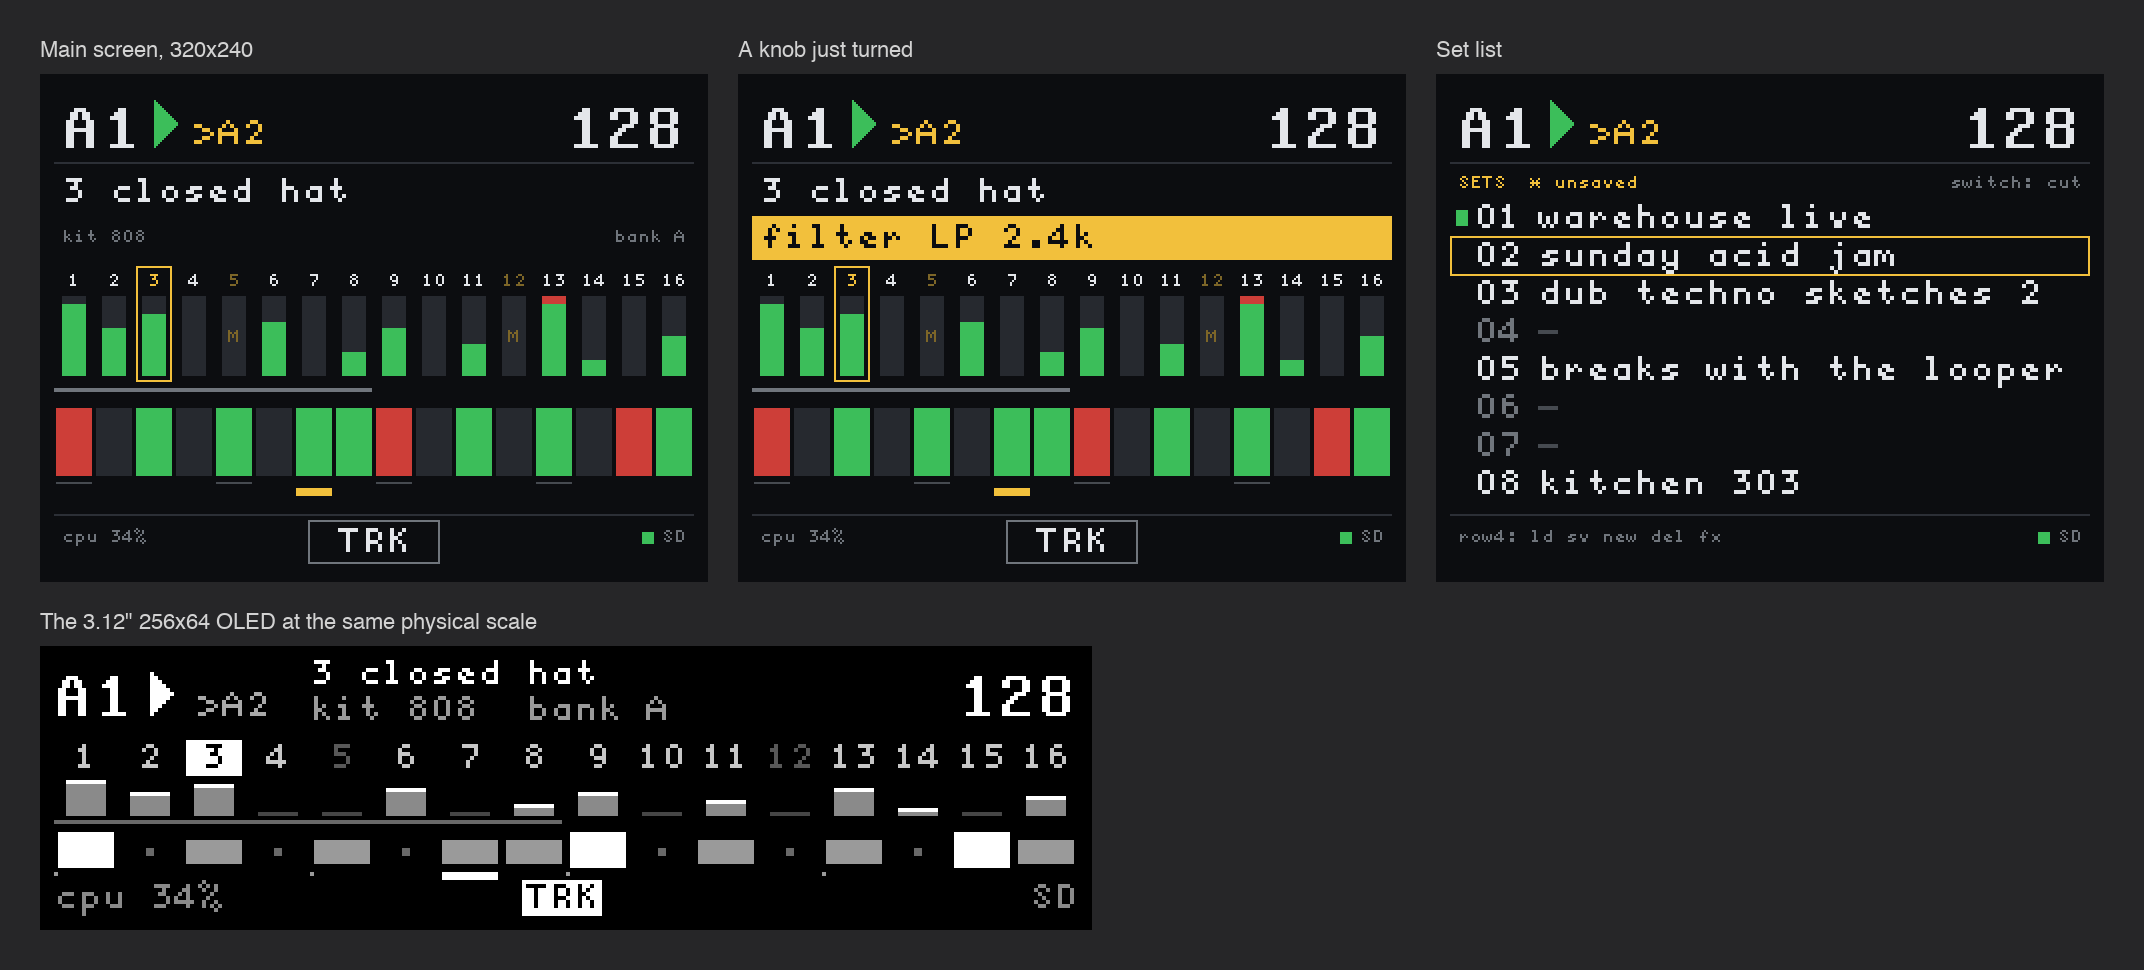 Main screen, 320x240
A1 >A2 128
3 closed hat
kit 808 bank A
1 2 3 4 5 6 7 8 9 10 11 12 13 14 15 16
M M
cpu 34% TRK SD
A knob just turned
A1 >A2 128
3 closed hat
filter LP 2.4k
1 2 3 4 5 6 7 8 9 10 11 12 13 14 15 16
M M
cpu 34% TRK SD
Set list
A1 >A2 128
SETS * unsaved switch: cut
01 warehouse live
02 sunday acid jam
03 dub techno sketches 2
04 —
05 breaks with the looper
06 —
07 —
08 kitchen 303
row4: ld sv new del fx SD
The 3.12" 256x64 OLED at the same physical scale
A1 >A2 3 closed hat 128
kit 808 bank A
1 2 3 4 5 6 7 8 9 10 11 12 13 14 15 16
cpu 34% TRK SD